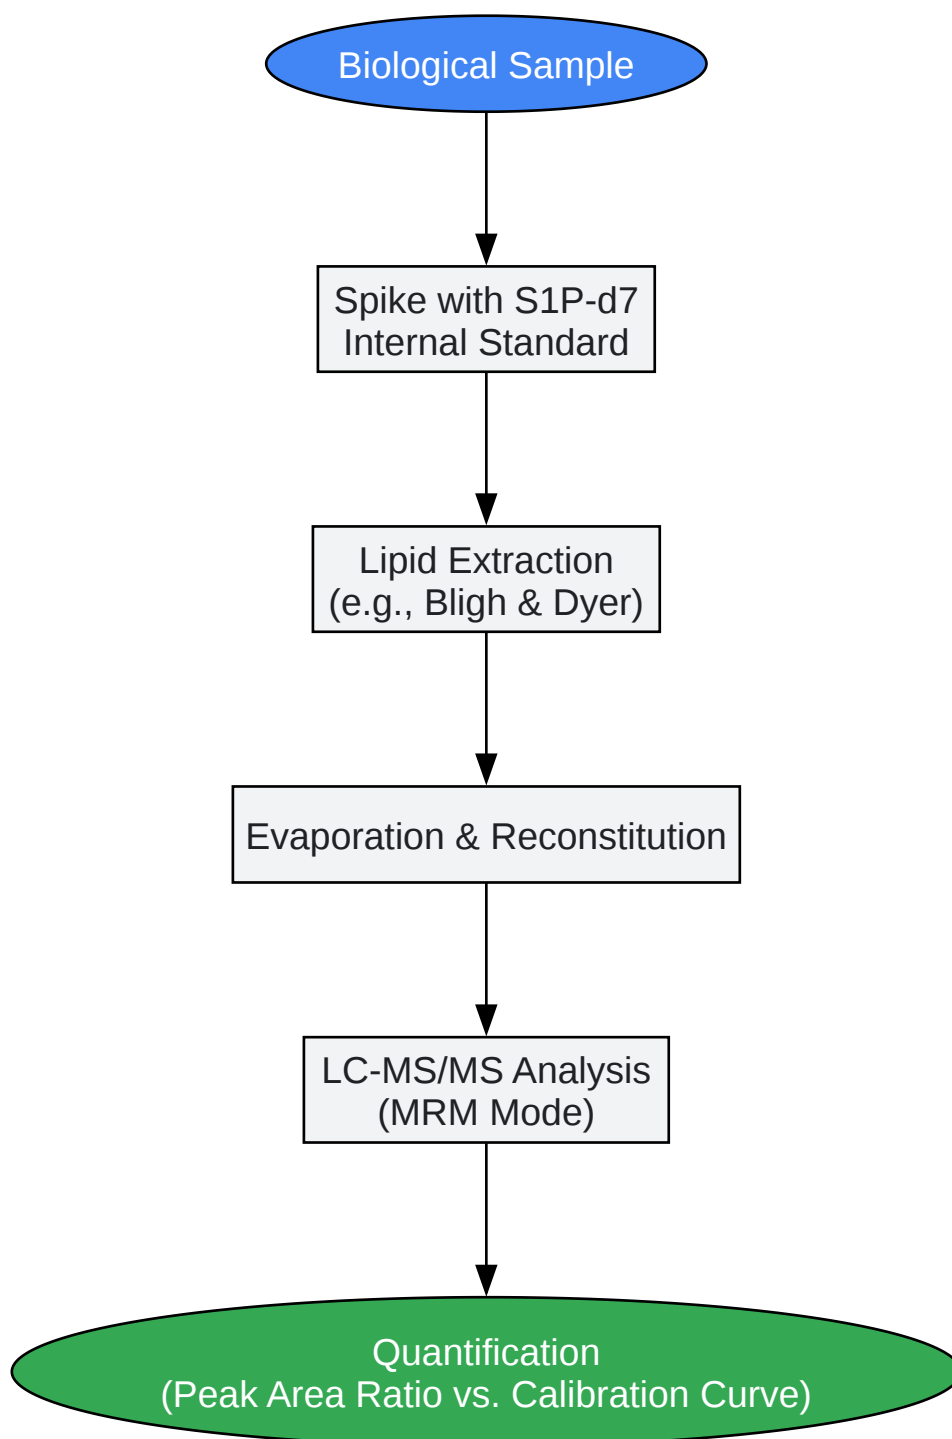 Biological Sample
Spike with S1P-d7
Internal Standard
Lipid Extraction
(e.g., Bligh & Dyer)
Evaporation & Reconstitution
LC-MS/MS Analysis
(MRM Mode)
Quantification
(Peak Area Ratio vs. Calibration Curve)